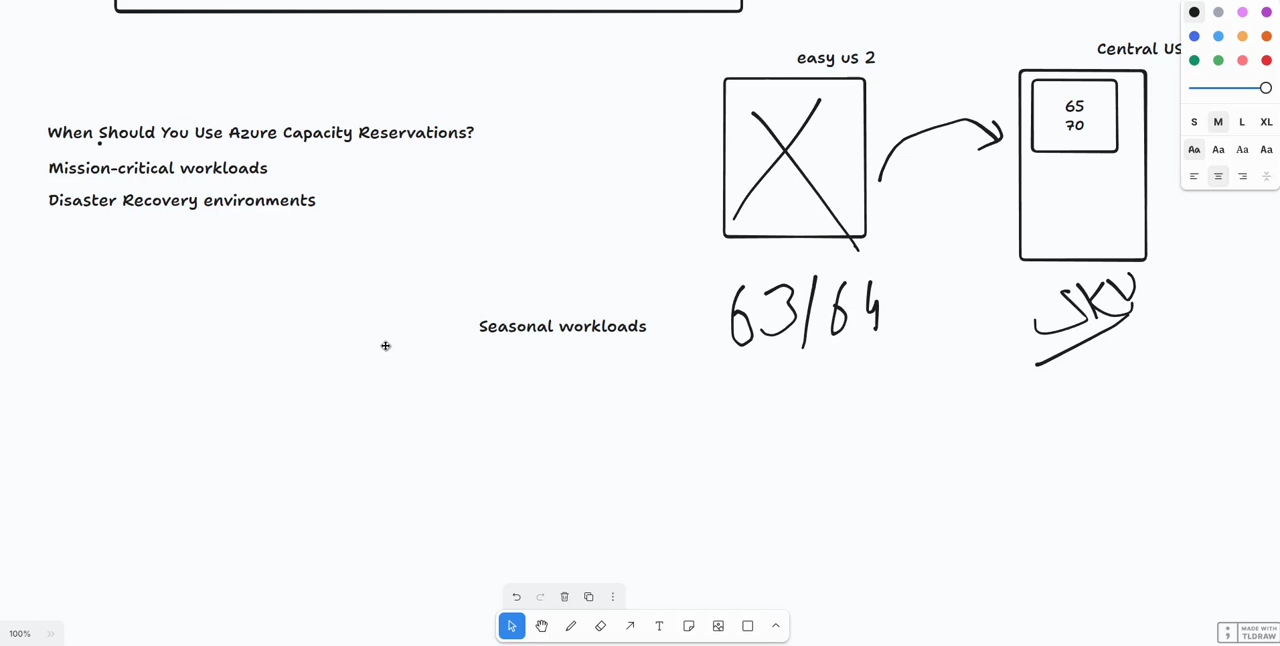 easy us 2
Central US
65
70
When Should You Use Azure Capacity Reservations?
Mission-critical workloads
Disaster Recovery environments
63/64
SKU
Seasonal workloads
S M L XL
Aa Aa Aa Aa
T
100%
MADE WITH
TLDRAW